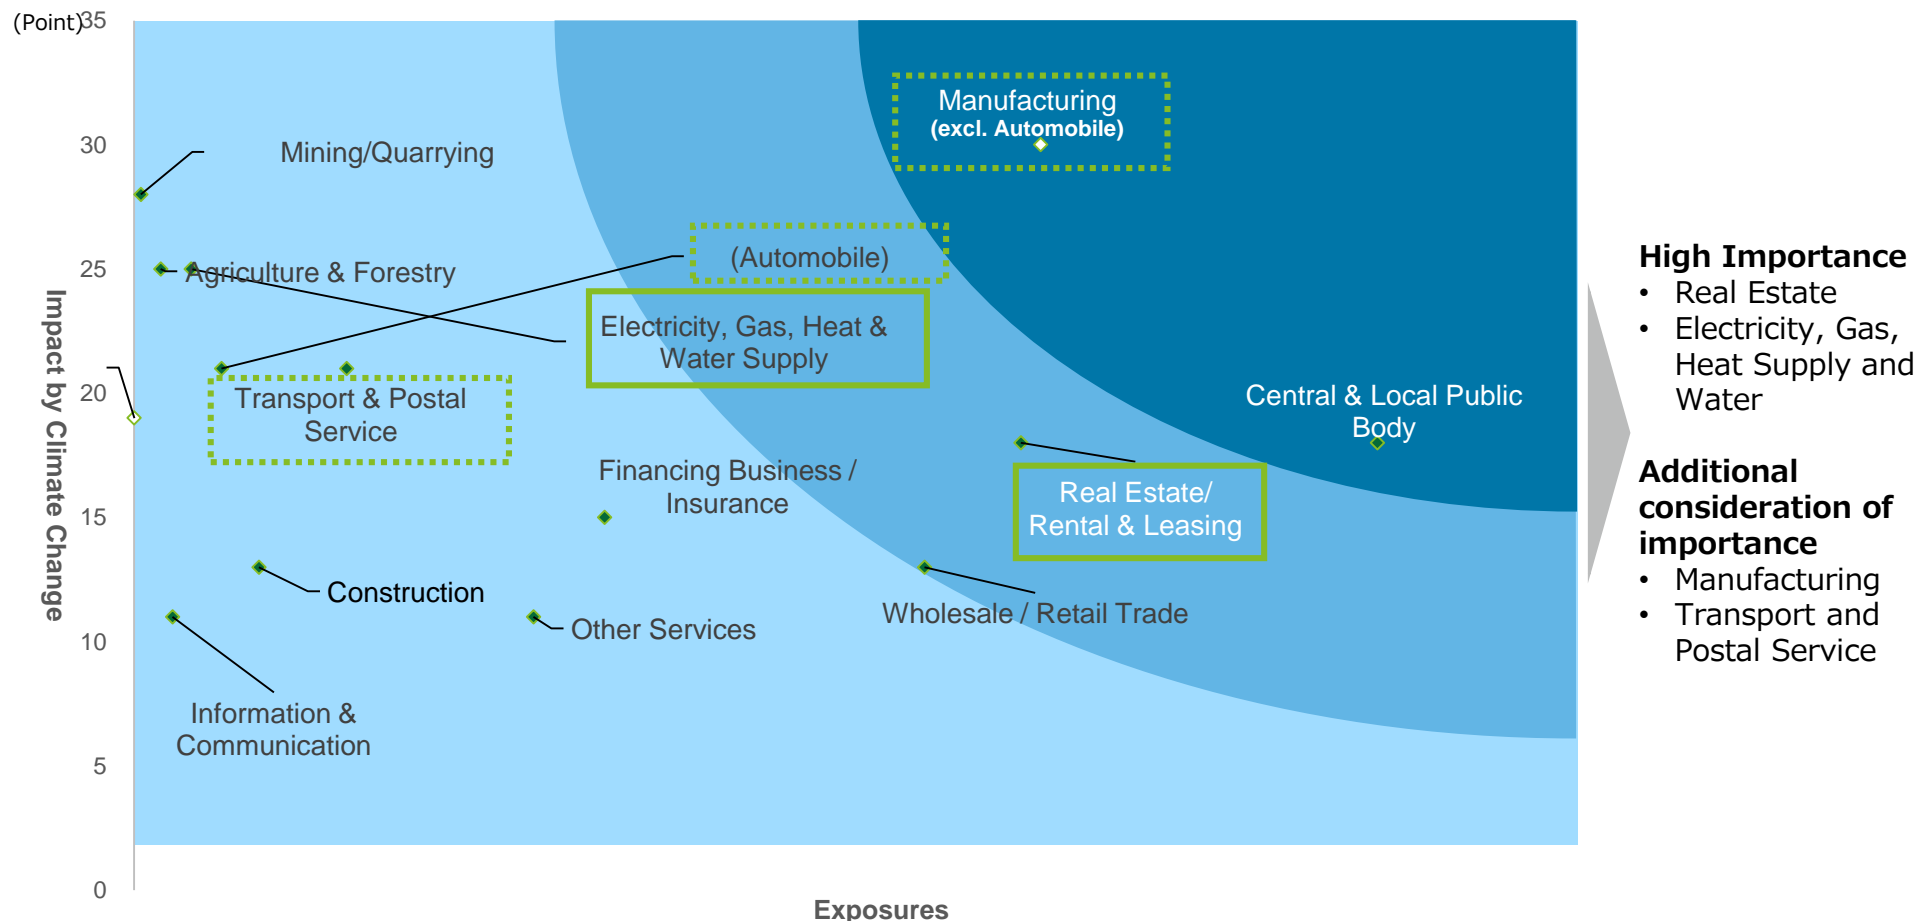 (Point)
35
30
25
20
15
10
5
0
Impact by Climate Change
Exposures
Manufacturing
(excl. Automobile)
Mining/Quarrying
(Automobile)
Agriculture & Forestry
Electricity, Gas, Heat &
Water Supply
Transport & Postal
Service
Central & Local Public
Body
Financing Business /
Insurance
Real Estate/
Rental & Leasing
Construction
Other Services
Wholesale / Retail Trade
Information &
Communication
High Importance
• Real Estate
• Electricity, Gas,
Heat Supply and
Water
Additional
consideration of
importance
• Manufacturing
• Transport and
Postal Service